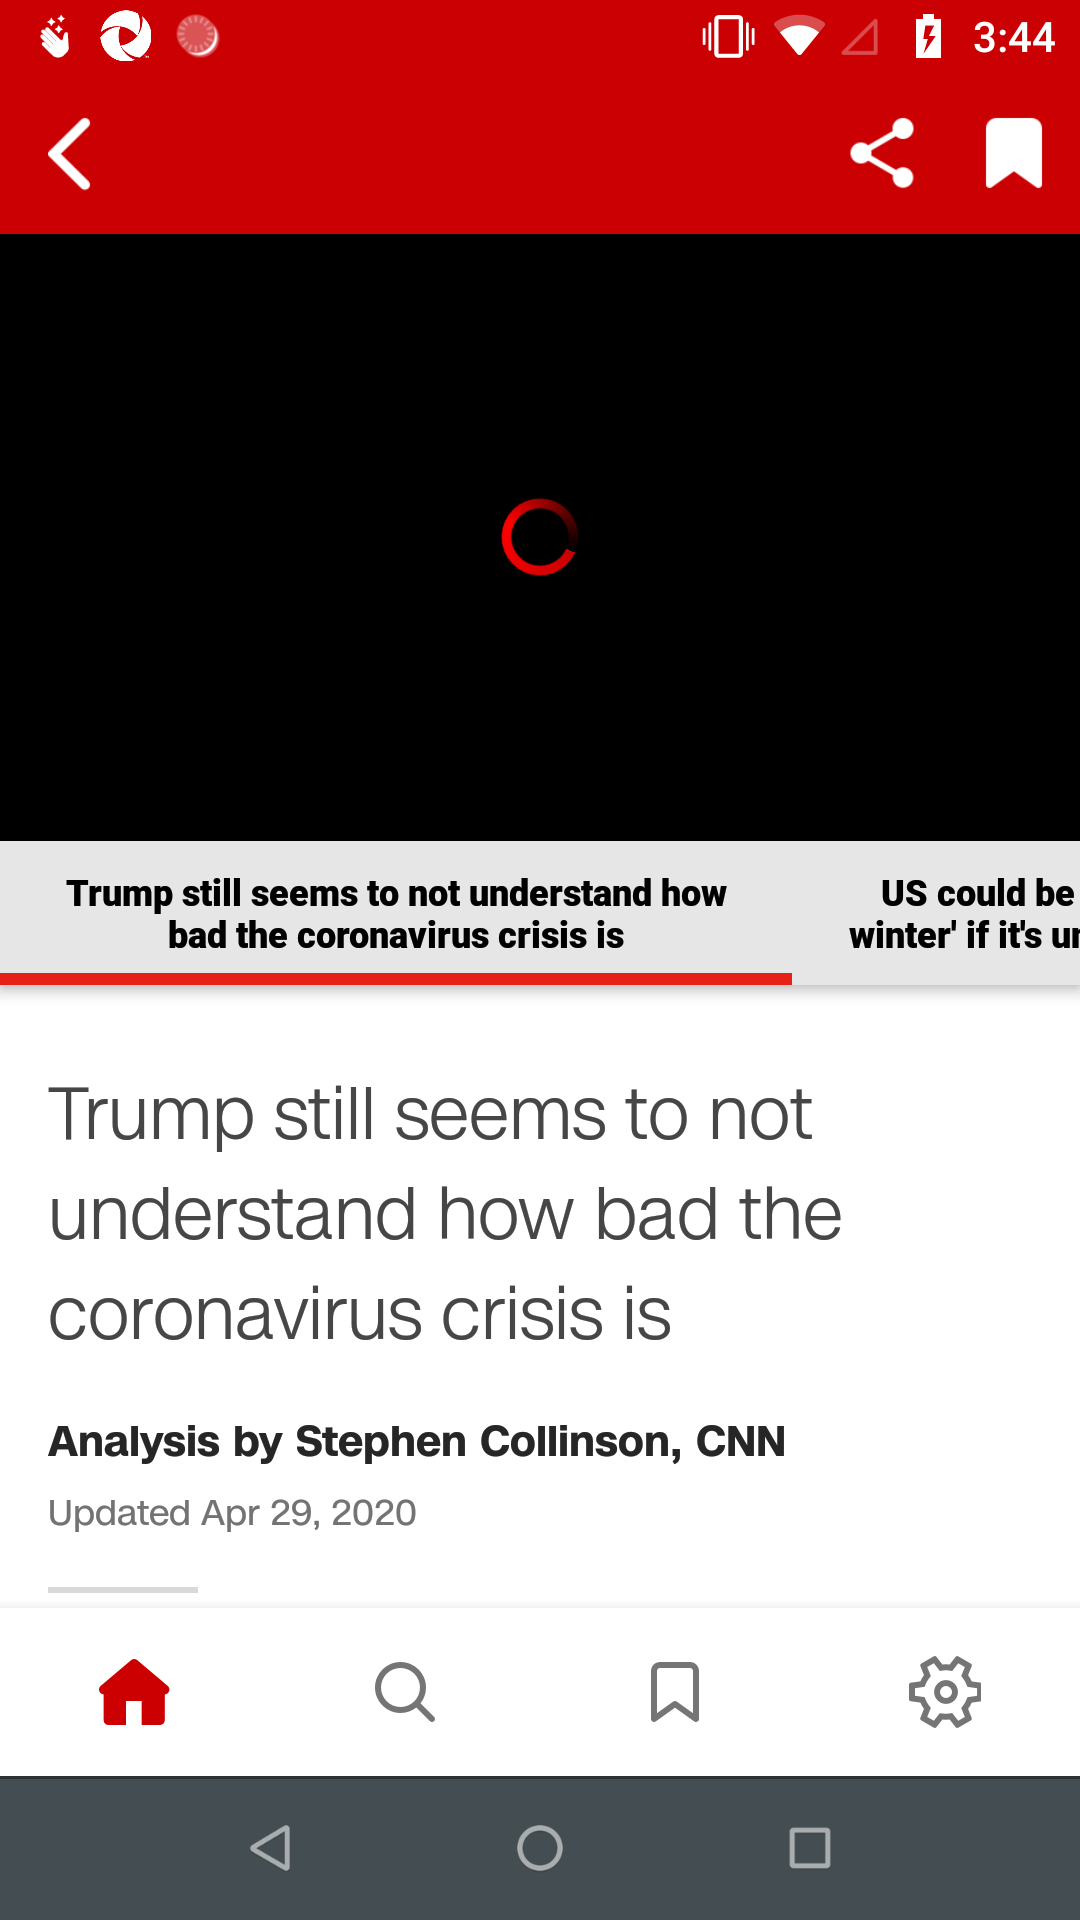 3:44
Trump still seems to not understand how
bad the coronavirus crisis is
US could be
winter' if it's
Trump still seems to not
understand how bad the
coronavirus crisis is
Analysis by Stephen Collinson, CNN
Updated Apr 29, 2020